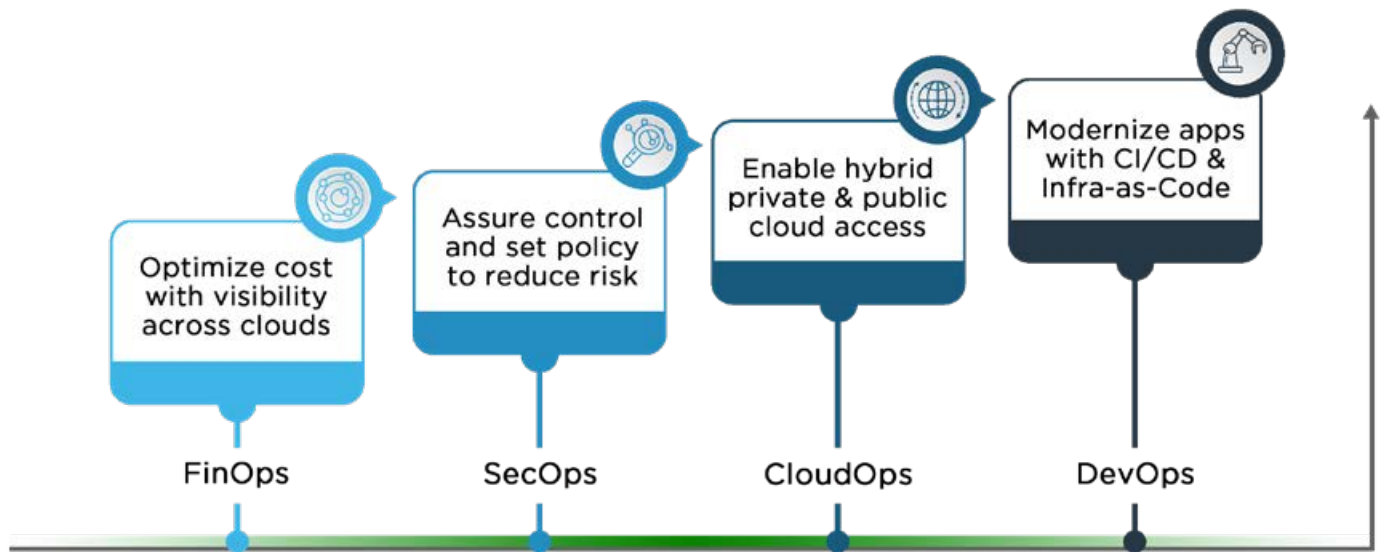 Optimize cost
with visibility
across clouds
Assure control
and set policy
to reduce risk
Enable hybrid
private & public
cloud access
Modernize apps
with CI/CD &
Infra-as-Code
FinOps
SecOps
CloudOps
DevOps